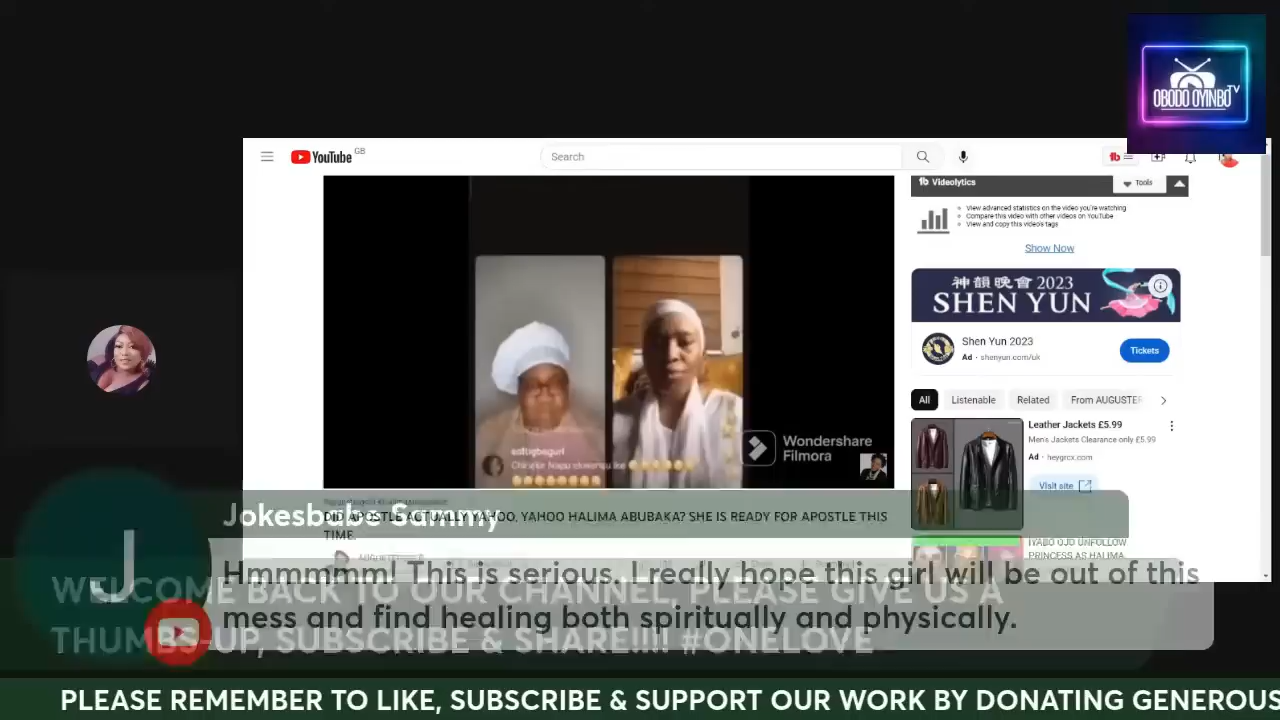 OBODO OYINBO TV
YouTube GB
Search
Videolytics
Tools
View advanced statistics on the video you're watching
Compare this video with other videos on YouTube
View and copy this video's tags
Show Now
神韻晚會 2023
SHEN YUN
Shen Yun 2023
Ad · shenyun.com/uk
Tickets
All
Listenable
Related
From AUGUSTER
Leather Jackets £5.99
Men's Jackets Clearance only £5.99
Ad · heygrcx.com
Visit site
Wondershare
Filmora
DID APOSTLE ACTUALLY YAHOO, YAHOO HALIMA ABUBAKA? SHE IS READY FOR APOSTLE THIS
TIME.
IYABO OJO UNFOLLOW
PRINCESS AS HALIMA
J
Jokesbabs Sammy
Hmmmmm! This is serious. I really hope this girl will be out of this
mess and find healing both spiritually and physically.
WELCOME BACK TO OUR CHANNEL, PLEASE GIVE US A
THUMBS-UP, SUBSCRIBE & SHARE!!!! #ONELOVE
PLEASE REMEMBER TO LIKE, SUBSCRIBE & SUPPORT OUR WORK BY DONATING GENEROUS